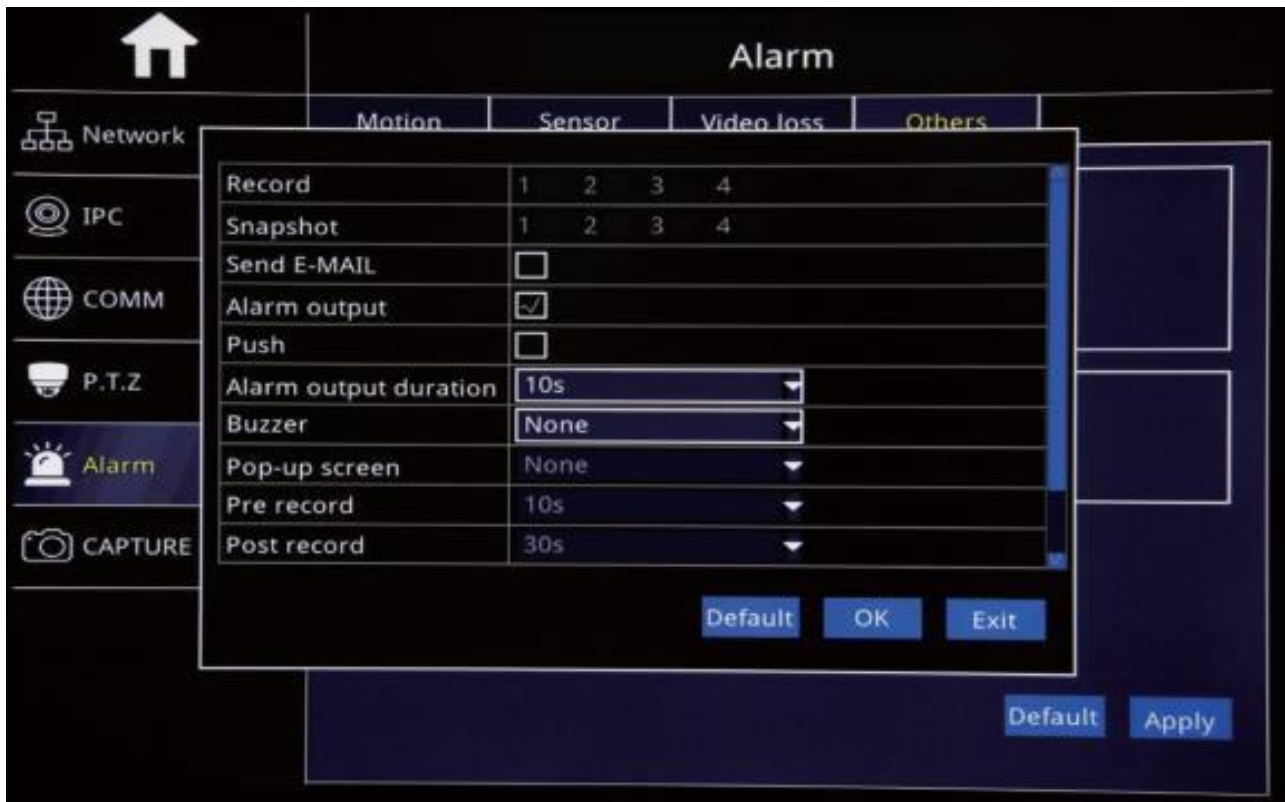 Alarm
Network
IPC
COMM
P.T.Z
Alarm
CAPTURE
Motion Sensor Video loss Others
Record 1 2 3 4
Snapshot 1 2 3 4
Send E-MAIL
Alarm output
Push
Alarm output duration 10s
Buzzer None
Pop-up screen None
Pre record 10s
Post record 30s
Default OK Exit
Default Apply